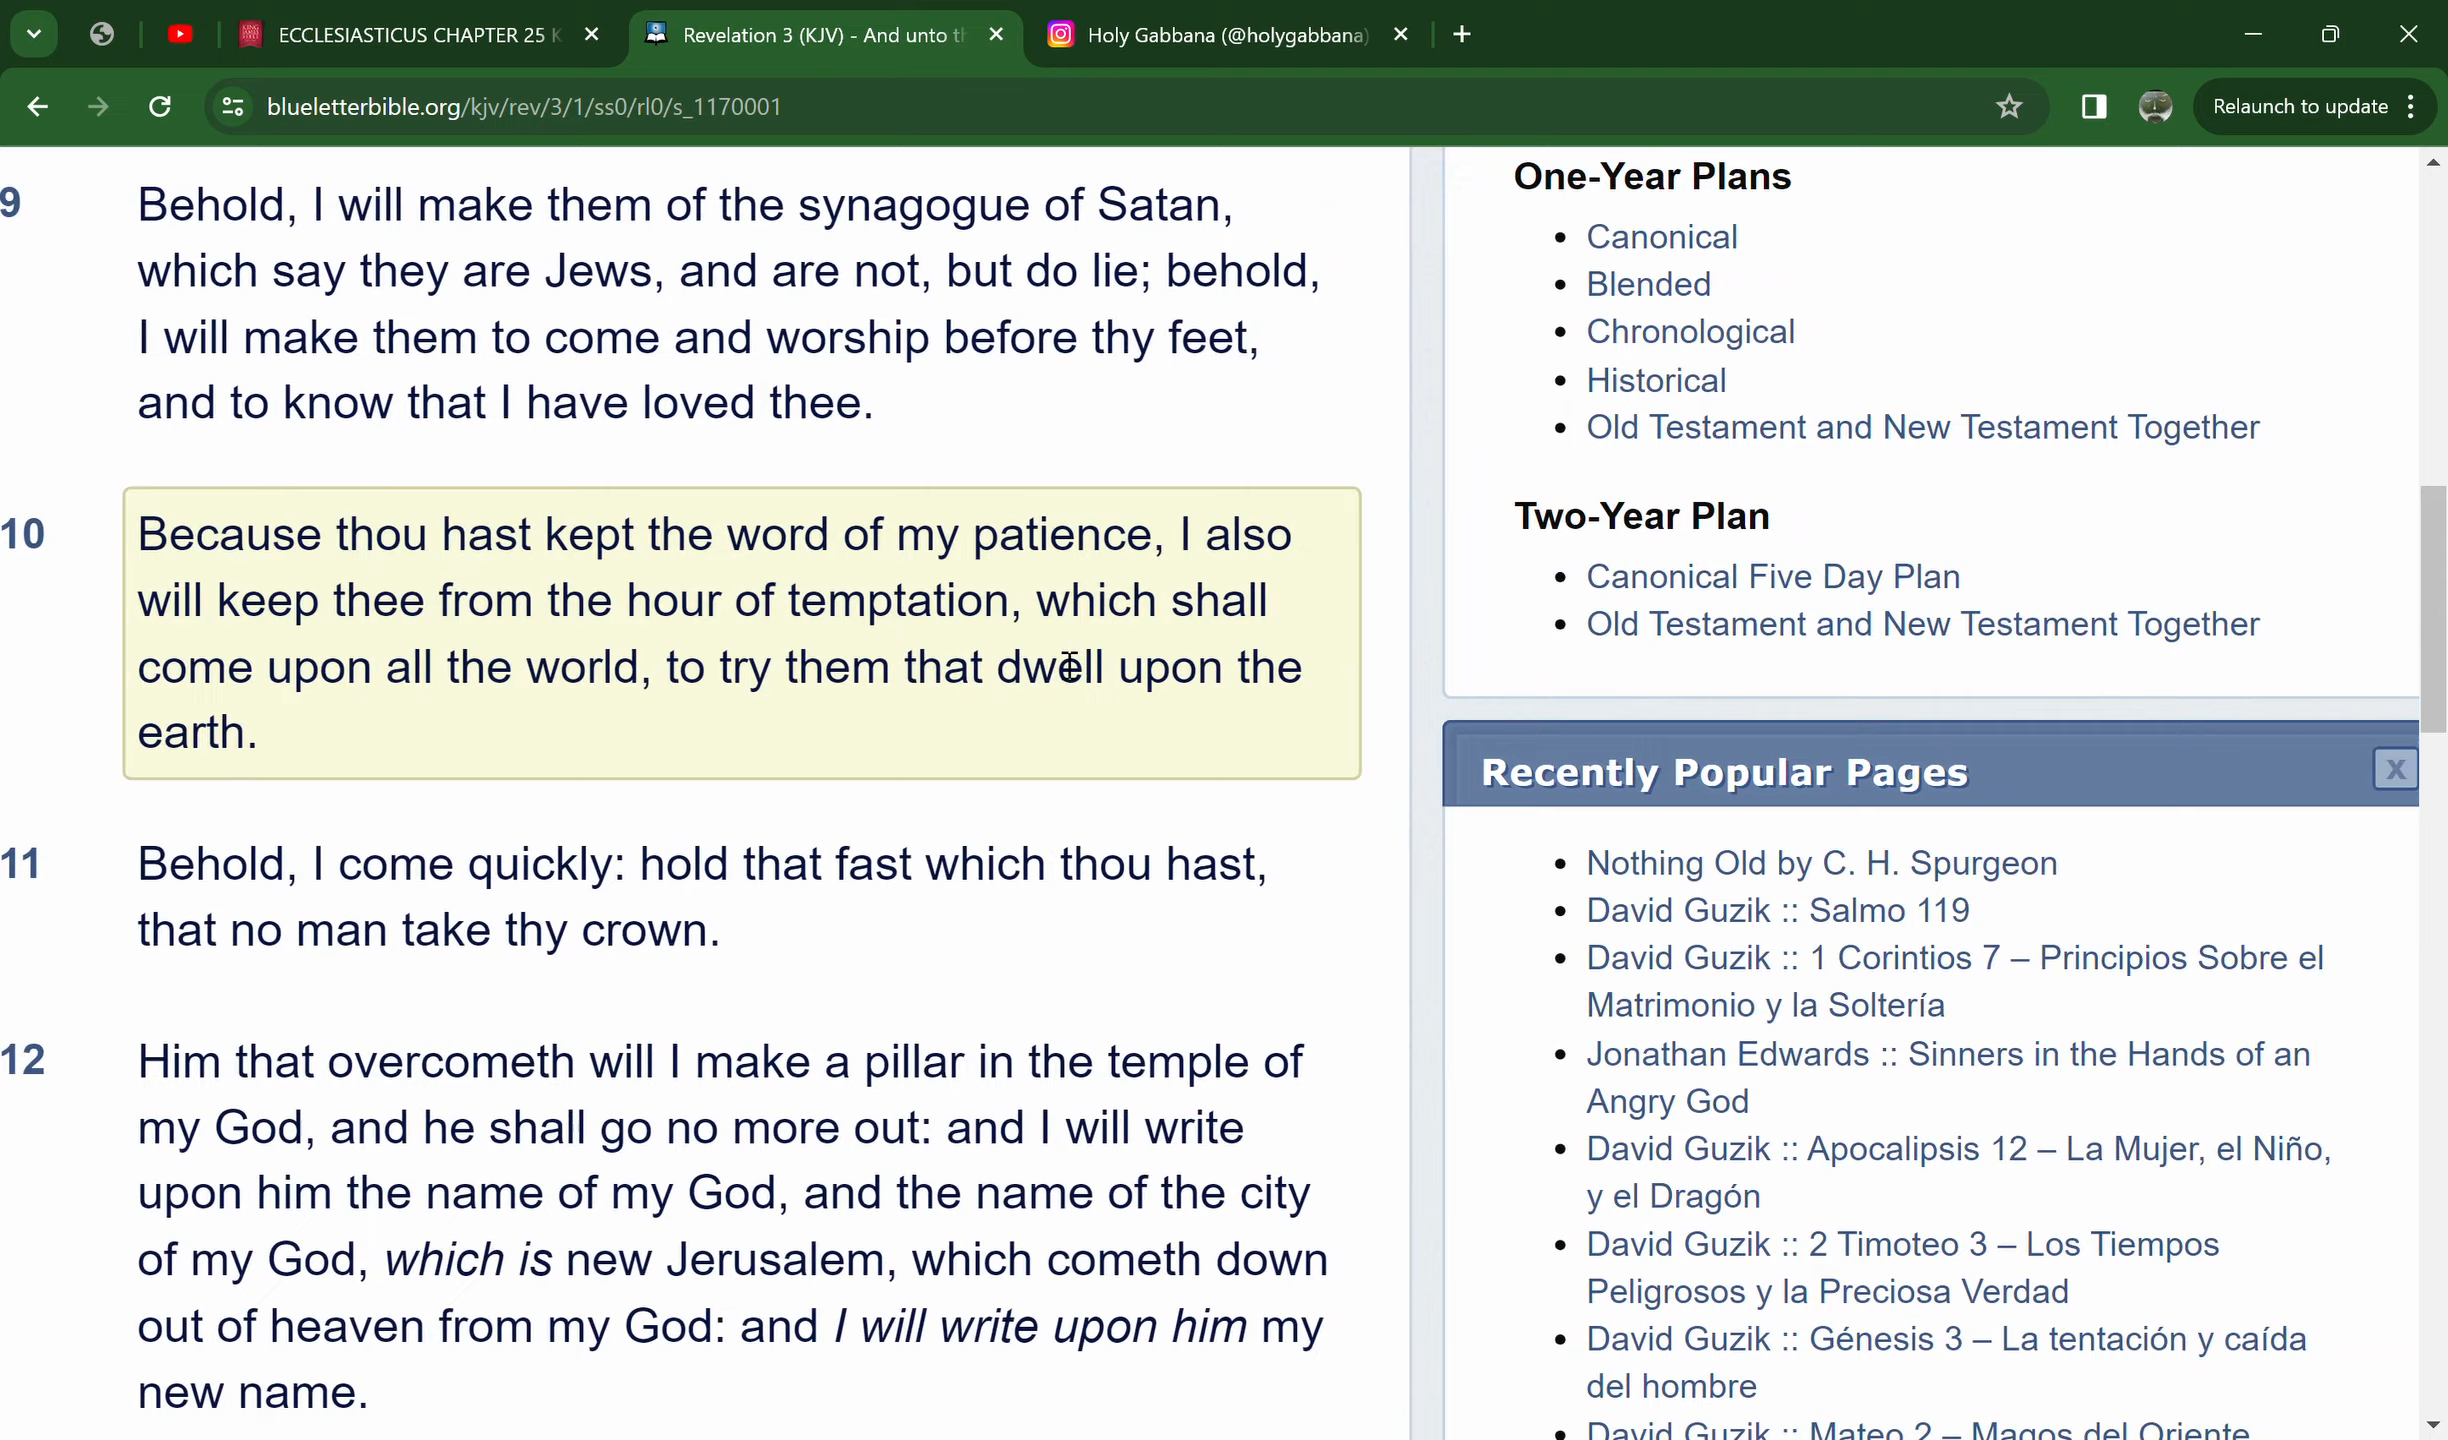 ECCLESIASTICUS CHAPTER 25 K
Revelation 3 (KJV) - And unto th
Holy Gabbana (@holygabbana)
blueletterbible.org/kjv/rev/3/1/ss0/rl0/s_1170001
Relaunch to update
9
Behold, I will make them of the synagogue of Satan,
which say they are Jews, and are not, but do lie; behold,
I will make them to come and worship before thy feet,
and to know that I have loved thee.
10
Because thou hast kept the word of my patience, I also
will keep thee from the hour of temptation, which shall
come upon all the world, to try them that dwell upon the
earth.
11
Behold, I come quickly: hold that fast which thou hast,
that no man take thy crown.
12
Him that overcometh will I make a pillar in the temple of
my God, and he shall go no more out: and I will write
upon him the name of my God, and the name of the city
of my God, which is new Jerusalem, which cometh down
out of heaven from my God: and I will write upon him my
new name.
One-Year Plans
Canonical
Blended
Chronological
Historical
Old Testament and New Testament Together
Two-Year Plan
Canonical Five Day Plan
Old Testament and New Testament Together
Recently Popular Pages
X
Nothing Old by C. H. Spurgeon
David Guzik :: Salmo 119
David Guzik :: 1 Corintios 7 – Principios Sobre el
Matrimonio y la Soltería
Jonathan Edwards :: Sinners in the Hands of an
Angry God
David Guzik :: Apocalipsis 12 – La Mujer, el Niño,
y el Dragón
David Guzik :: 2 Timoteo 3 – Los Tiempos
Peligrosos y la Preciosa Verdad
David Guzik :: Génesis 3 – La tentación y caída
del hombre
David Guzik :: Mateo 2 – Magos del Oriente